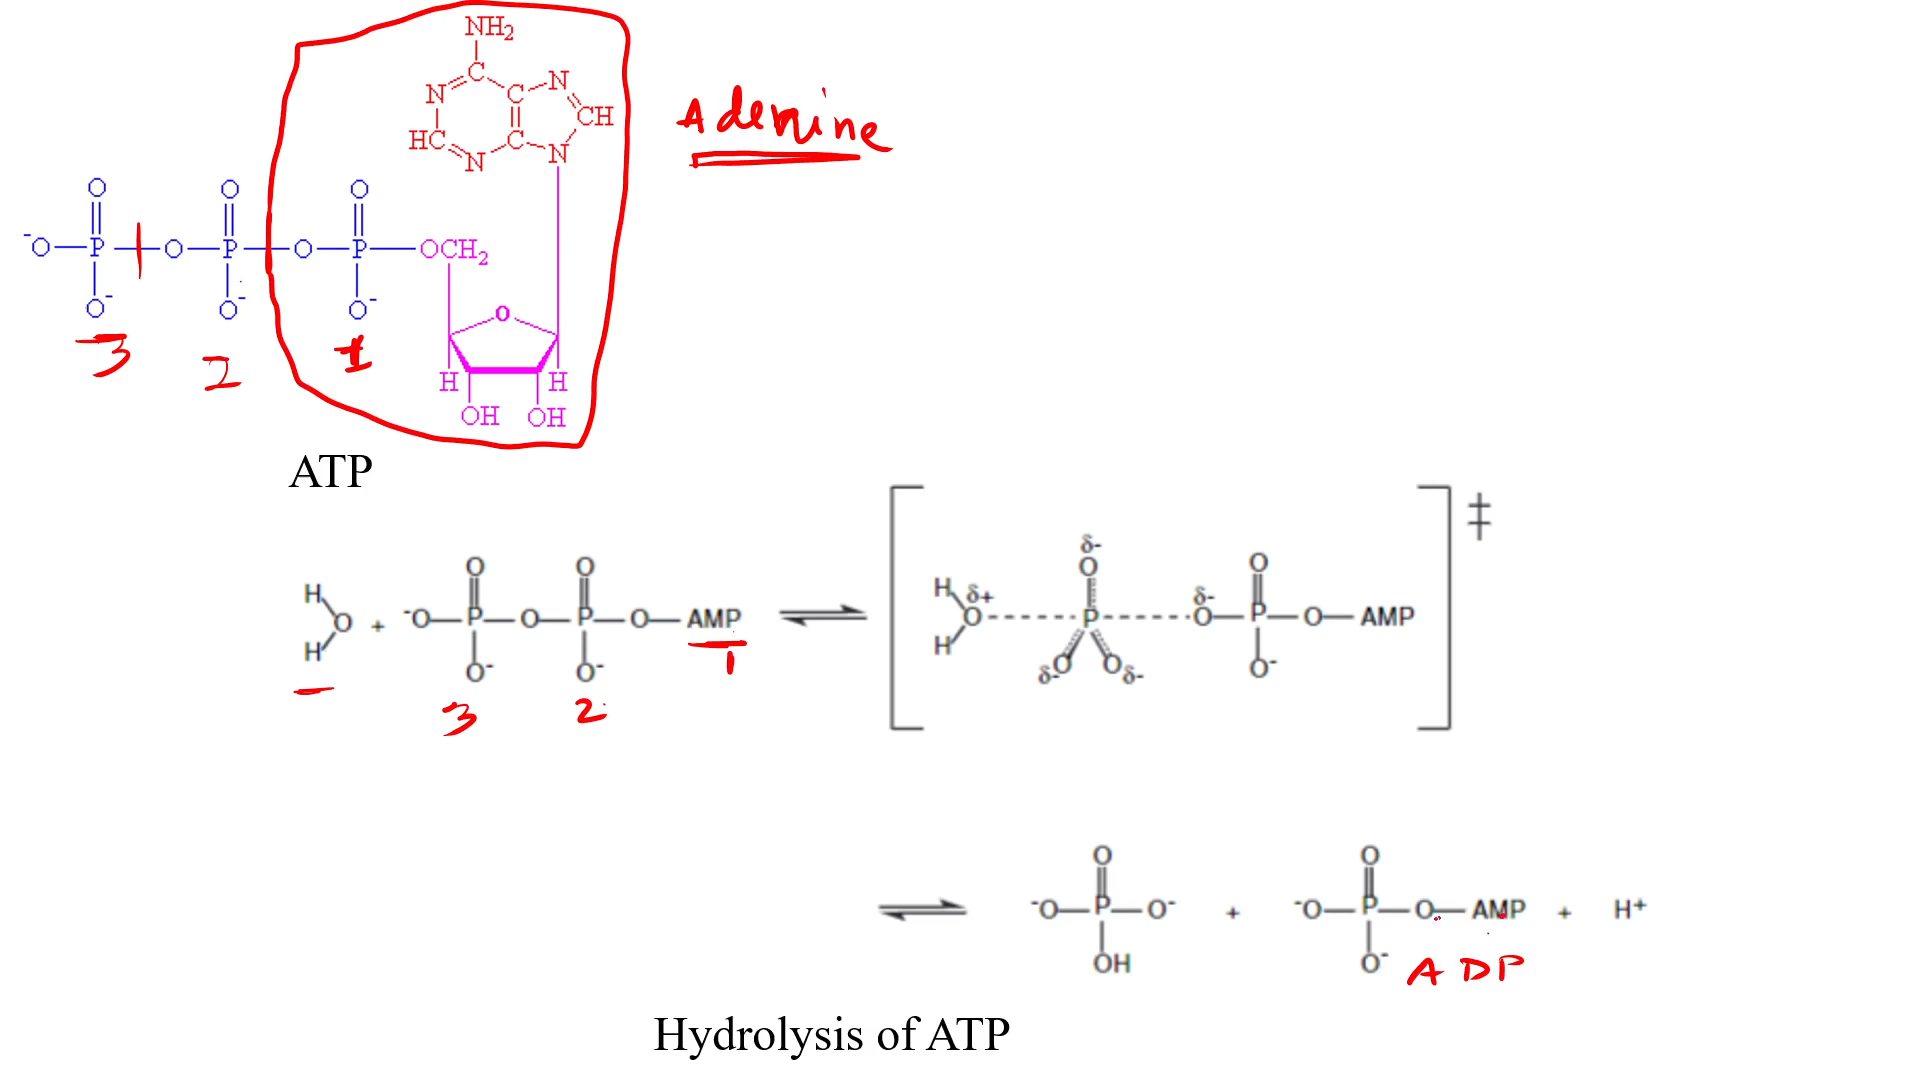 NH2
N C C N CH
HC N C N
Adenine
O O O
-O P O P O P OCH2
O- O- O-
O
H H
OH OH
3 2 1
ATP
H O H + -O P O P O AMP
O O
O- O-
3 2 1
δ- O
H δ+ δ- O
H O P O P O AMP
δ-O Oδ- O-
‡
O O
-O P O- + -O P O AMP + H+
OH O- ADP
Hydrolysis of ATP